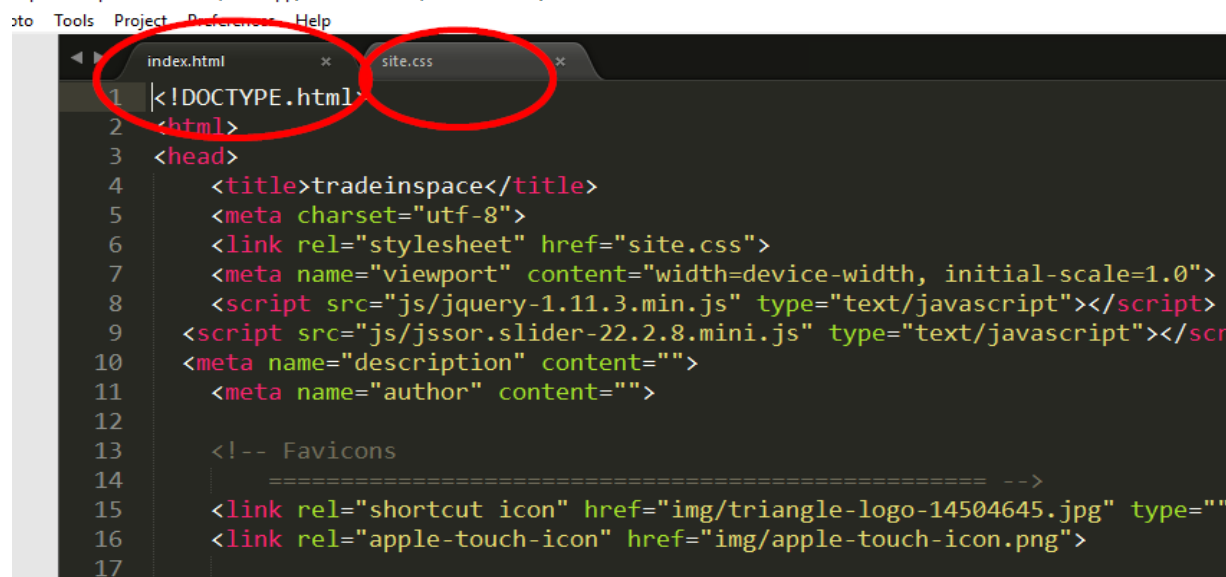 oto Tools Project Preferences Help
index.html × site.css ×
1 <!DOCTYPE.html>
2 <html>
3 <head>
4 <title>tradeinspace</title>
5 <meta charset="utf-8">
6 <link rel="stylesheet" href="site.css">
7 <meta name="viewport" content="width=device-width, initial-scale=1.0">
8 <script src="js/jquery-1.11.3.min.js" type="text/javascript"></script>
9 <script src="js/jssor.slider-22.2.8.mini.js" type="text/javascript"></scr
10 <meta name="description" content="">
11 <meta name="author" content="">
12
13 <!-- Favicons
14 ================================================== -->
15 <link rel="shortcut icon" href="img/triangle-logo-14504645.jpg" type=""
16 <link rel="apple-touch-icon" href="img/apple-touch-icon.png">
17